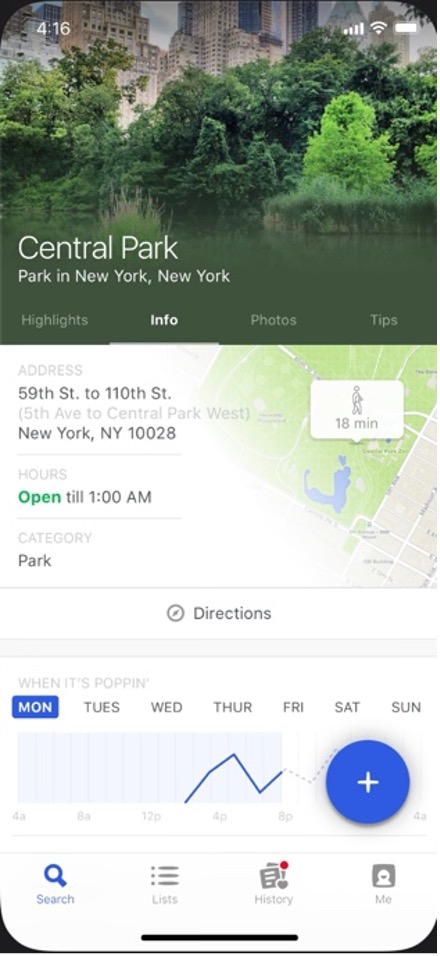 4:16
Central Park
Park in New York, New York
Highlights Info Photos Tips
ADDRESS
59th St. to 110th St.
(5th Ave to Central Park West)
New York, NY 10028
18 min
HOURS
Open till 1:00 AM
CATEGORY
Park
Directions
WHEN IT'S POPPIN'
MON TUES WED THUR FRI SAT SUN
4a 8a 12p 4p 8p 4a
Search Lists History Me